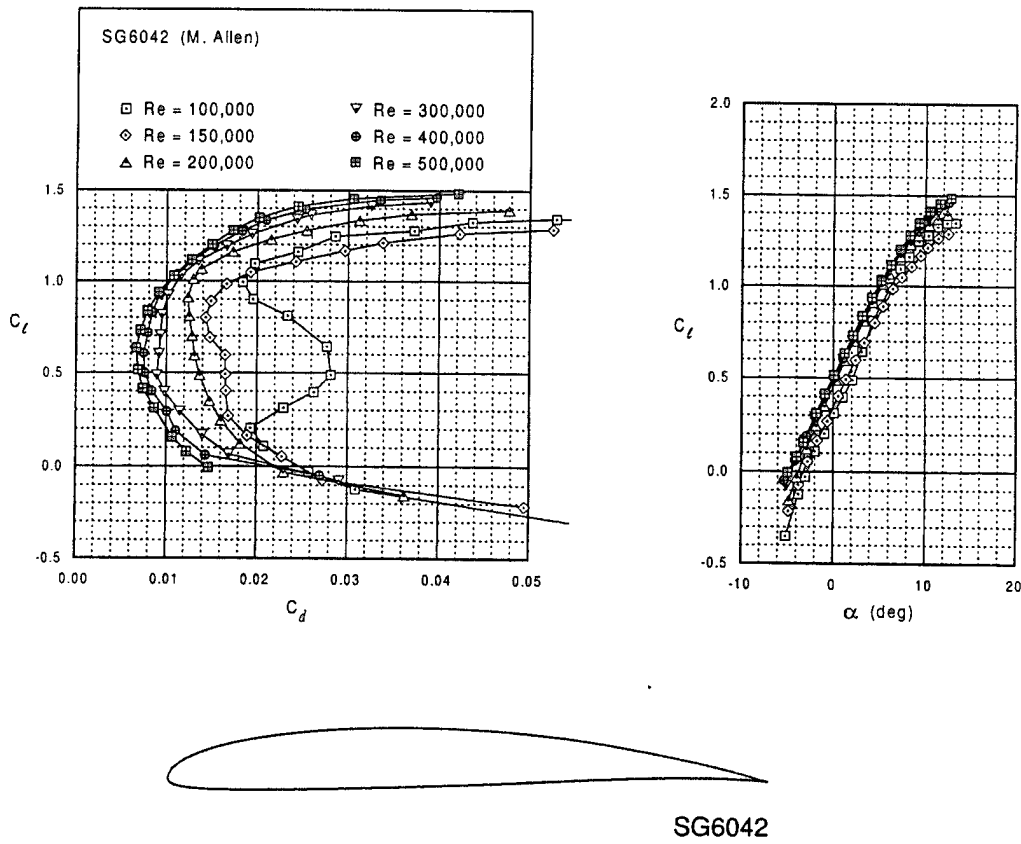 SG6042 (M. Allen)
Re = 100,000
Re = 150,000
Re = 200,000
Re = 300,000
Re = 400,000
Re = 500,000
1.5
1.0
0.5
0.0
-0.5
C_ℓ
0.00 0.01 0.02 0.03 0.04 0.05
C_d
2.0
1.5
1.0
0.5
0.0
-0.5
C_ℓ
-10 0 10 20
α (deg)
SG6042